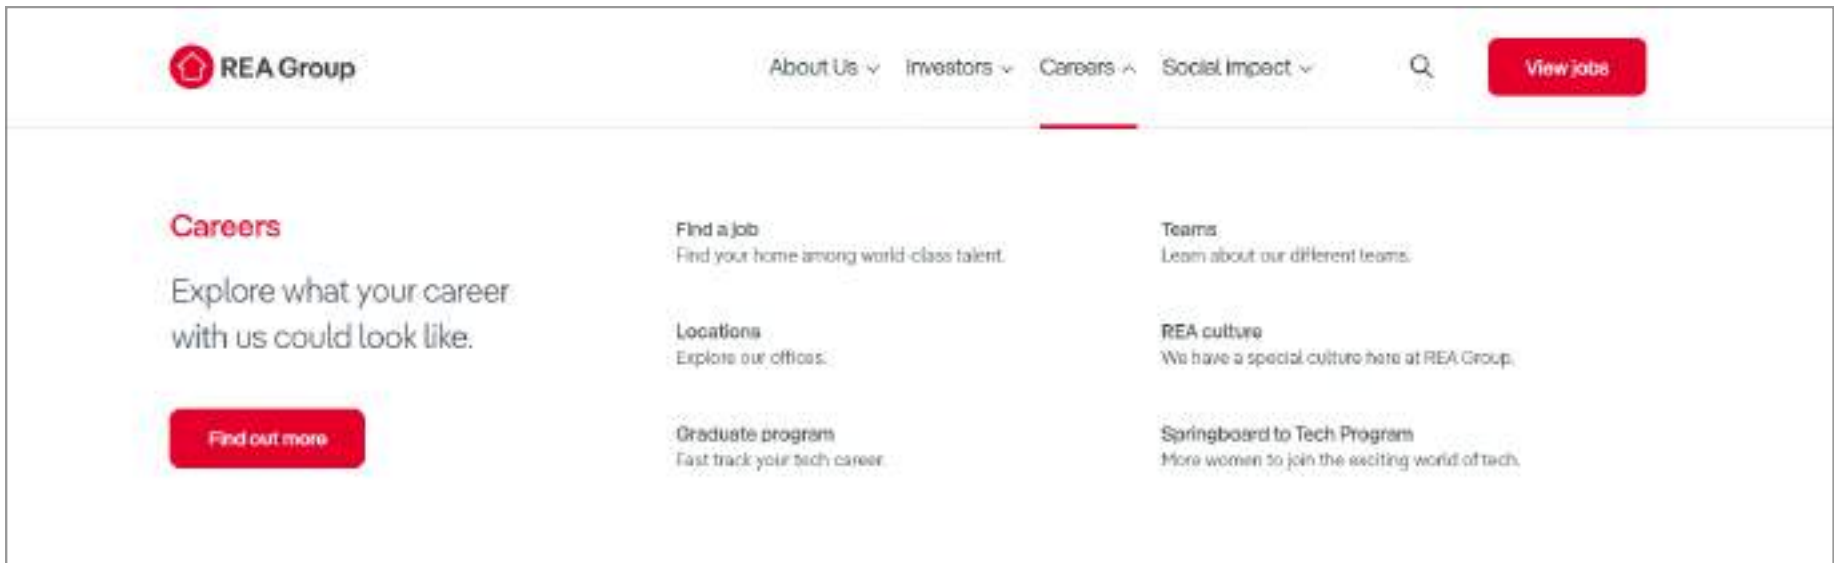 REA Group
About Us
Investors
Careers
Social Impact
View jobs
Careers
Explore what your career
with us could look like.
Find out more
Find a job
Find your home among world-class talent.
Locations
Explore our offices.
Graduate program
Fast track your tech career.
Teams
Learn about our different teams.
REA culture
We have a special culture here at REA Group.
Springboard to Tech Program
More women to join the exciting world of tech.